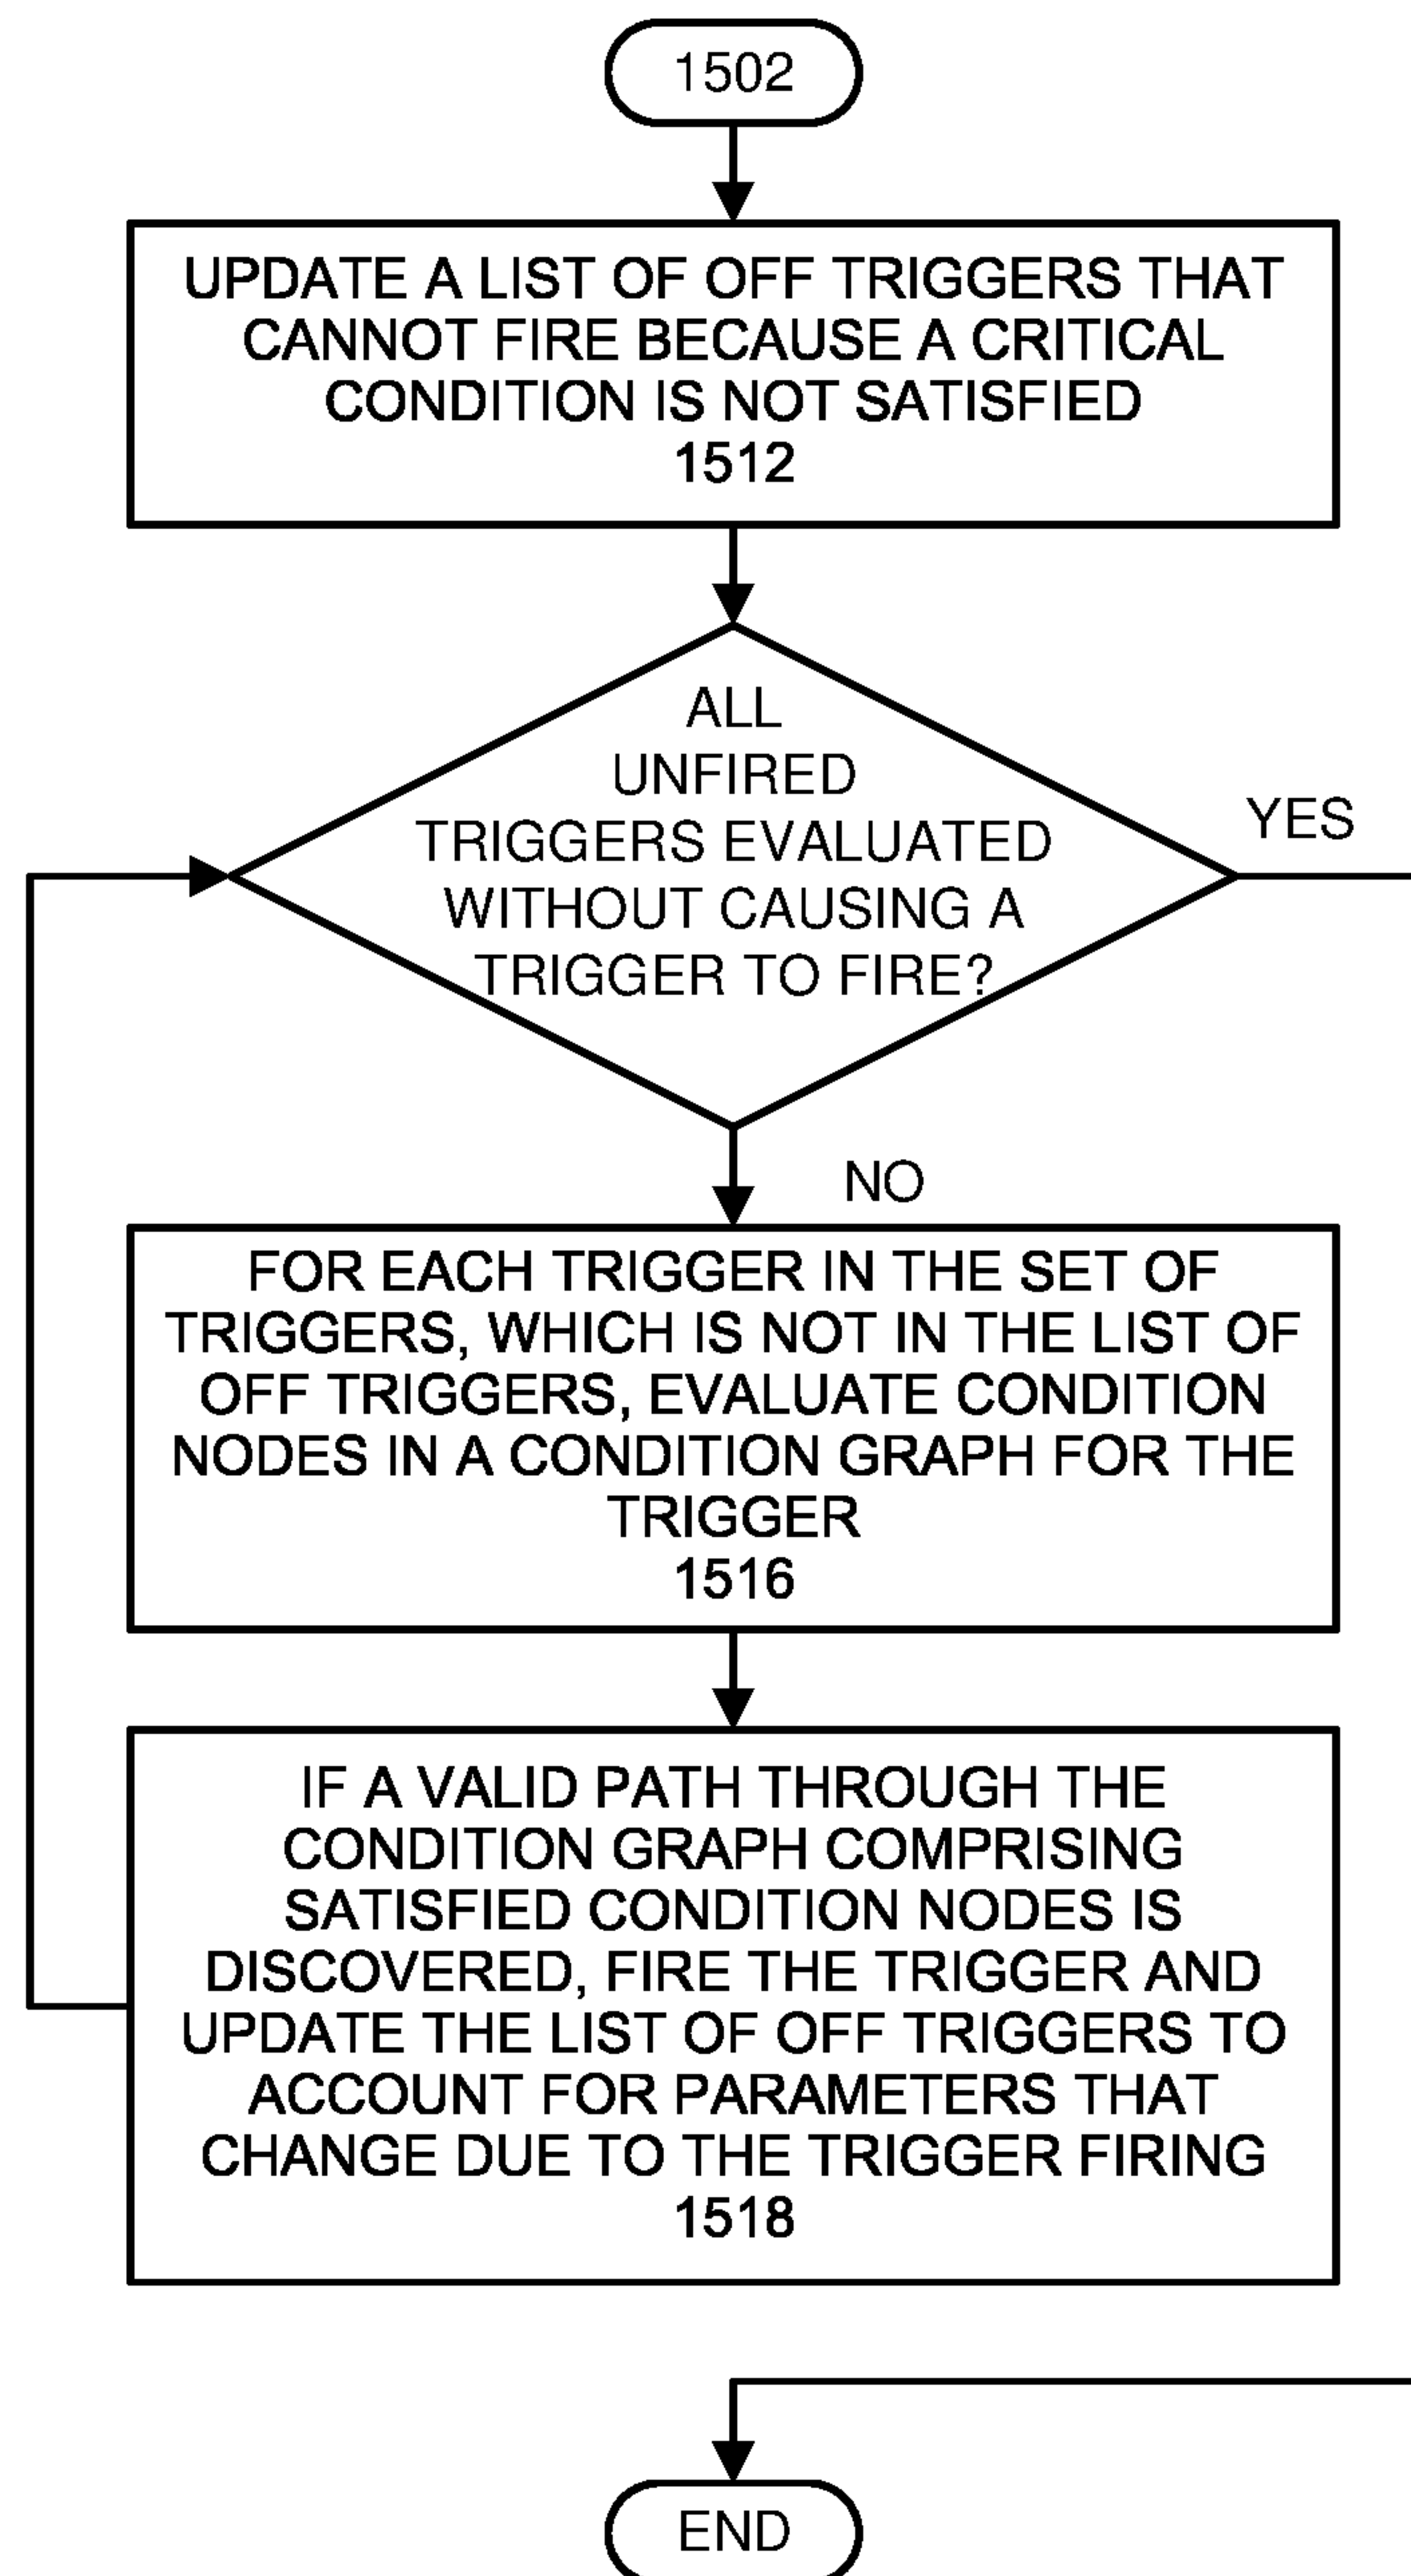 1502
UPDATE A LIST OF OFF TRIGGERS THAT
CANNOT FIRE BECAUSE A CRITICAL
CONDITION IS NOT SATISFIED
1512
ALL
UNFIRED
TRIGGERS EVALUATED
WITHOUT CAUSING A
TRIGGER TO FIRE?
YES
NO
FOR EACH TRIGGER IN THE SET OF
TRIGGERS, WHICH IS NOT IN THE LIST OF
OFF TRIGGERS, EVALUATE CONDITION
NODES IN A CONDITION GRAPH FOR THE
TRIGGER
1516
IF A VALID PATH THROUGH THE
CONDITION GRAPH COMPRISING
SATISFIED CONDITION NODES IS
DISCOVERED, FIRE THE TRIGGER AND
UPDATE THE LIST OF OFF TRIGGERS TO
ACCOUNT FOR PARAMETERS THAT
CHANGE DUE TO THE TRIGGER FIRING
1518
END